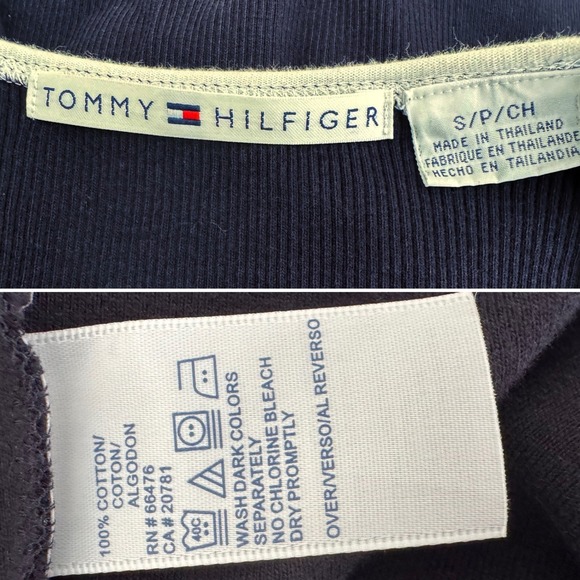 TOMMY HILFIGER
S/P/CH
MADE IN THAILAND
FABRIQUE EN THAILANDE
HECHO EN TAILANDIA
100% COTTON/
COTON/
ALGODON
RN# 66476
CA# 20781
40C
WASH DARK COLORS
SEPARATELY
NO CHLORINE BLEACH
DRY PROMPTLY
OVER/VERSO/AL REVERSO